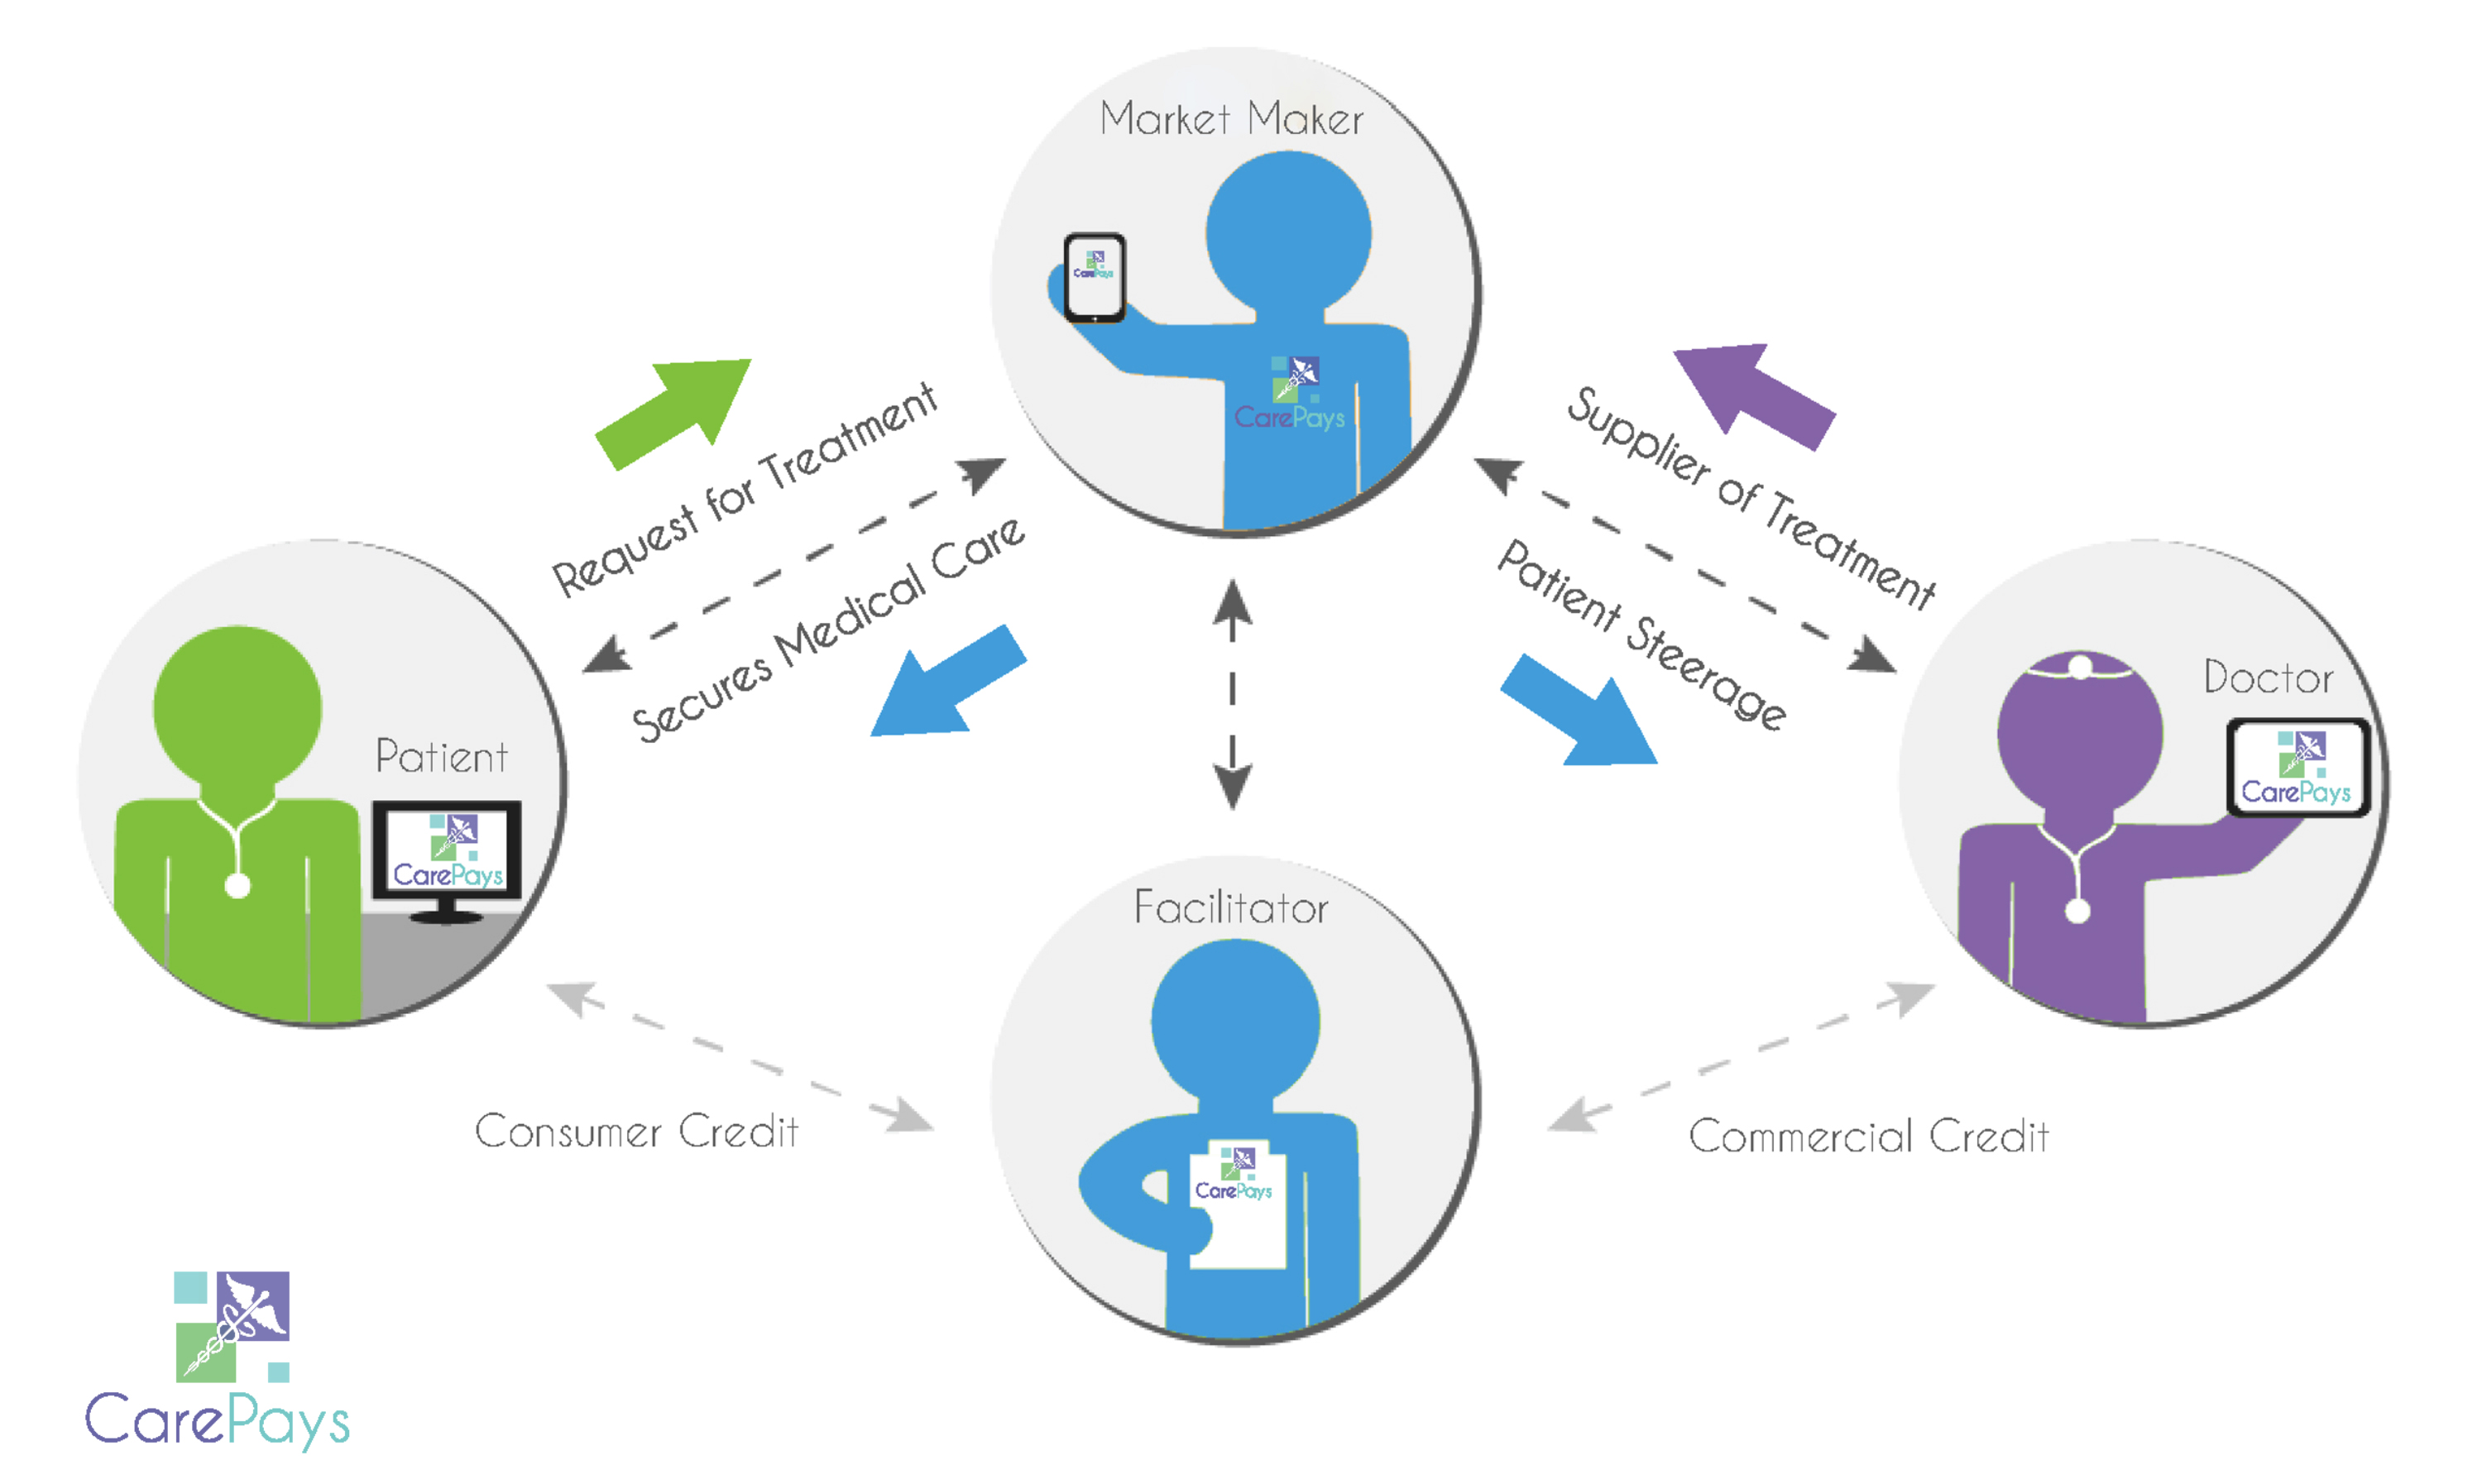 Market Maker
CarePays
CarePays
Request for Treatment
Secures Medical Care
Supplier of Treatment
Patient Steerage
Patient
CarePays
Doctor
CarePays
Facilitator
CarePays
Consumer Credit
Commercial Credit
CarePays